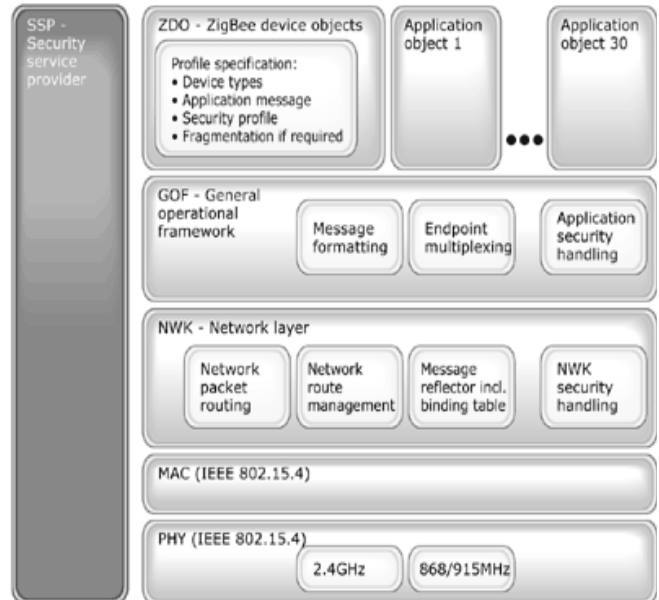 SSP -
Security
service
provider
ZDO - ZigBee device objects
Profile specification:
• Device types
• Application message
• Security profile
• Fragmentation if required
Application
object 1
Application
object 30
GOF - General
operational
framework
Message
formatting
Endpoint
multiplexing
Application
security
handling
NWK - Network layer
Network
packet
routing
Network
route
management
Message
reflector incl.
binding table
NWK
security
handling
MAC (IEEE 802.15.4)
PHY (IEEE 802.15.4)
2.4GHz
868/915MHz